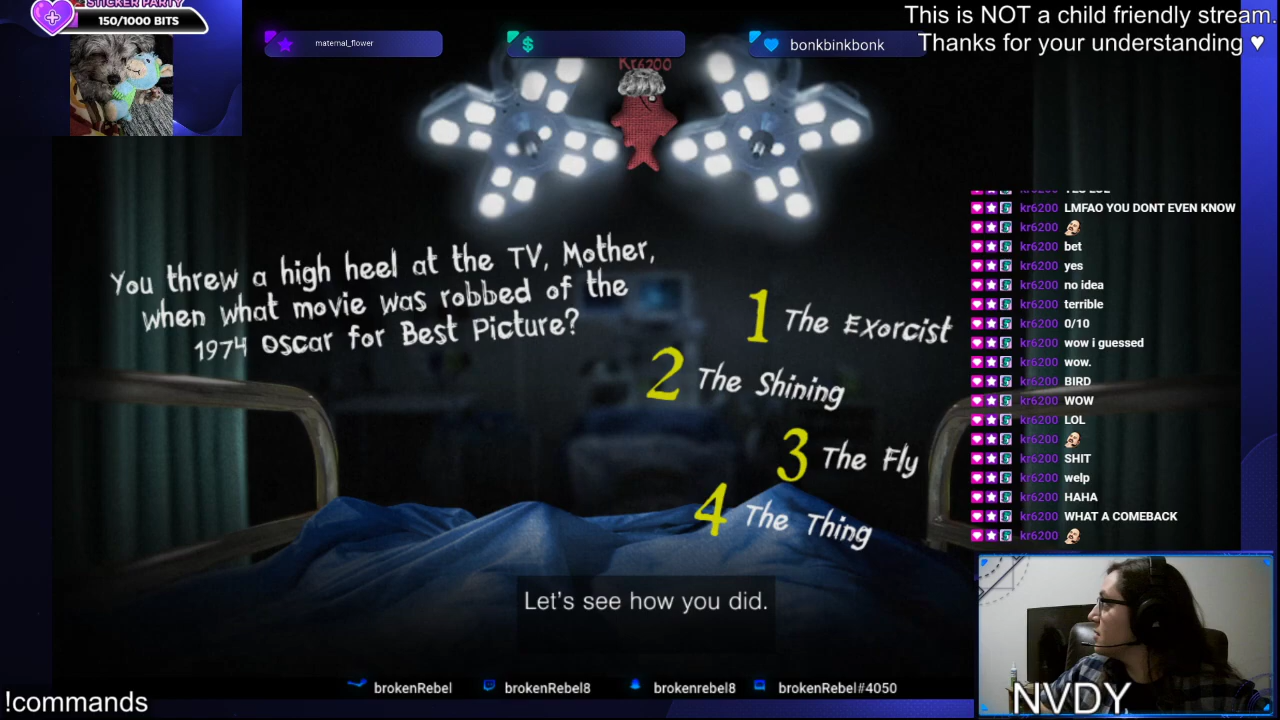 STICKER PARTY
150/1000 BITS
maternal_flower
bonkbinkbonk
This is NOT a child friendly stream.
Thanks for your understanding ♥
kr6200
You threw a high heel at the TV, Mother,
when what movie was robbed of the
1974 Oscar for Best Picture?
1 The Exorcist
2 The Shining
3 The Fly
4 The Thing
Let's see how you did.
kr6200 YES LOL
kr6200 LMFAO YOU DONT EVEN KNOW
kr6200
kr6200 bet
kr6200 yes
kr6200 no idea
kr6200 terrible
kr6200 0/10
kr6200 wow i guessed
kr6200 wow.
kr6200 BIRD
kr6200 WOW
kr6200 LOL
kr6200
kr6200 SHIT
kr6200 welp
kr6200 HAHA
kr6200 WHAT A COMEBACK
kr6200
brokenRebel
brokenRebel8
brokenrebel8
brokenRebel#4050
!commands
NVDY